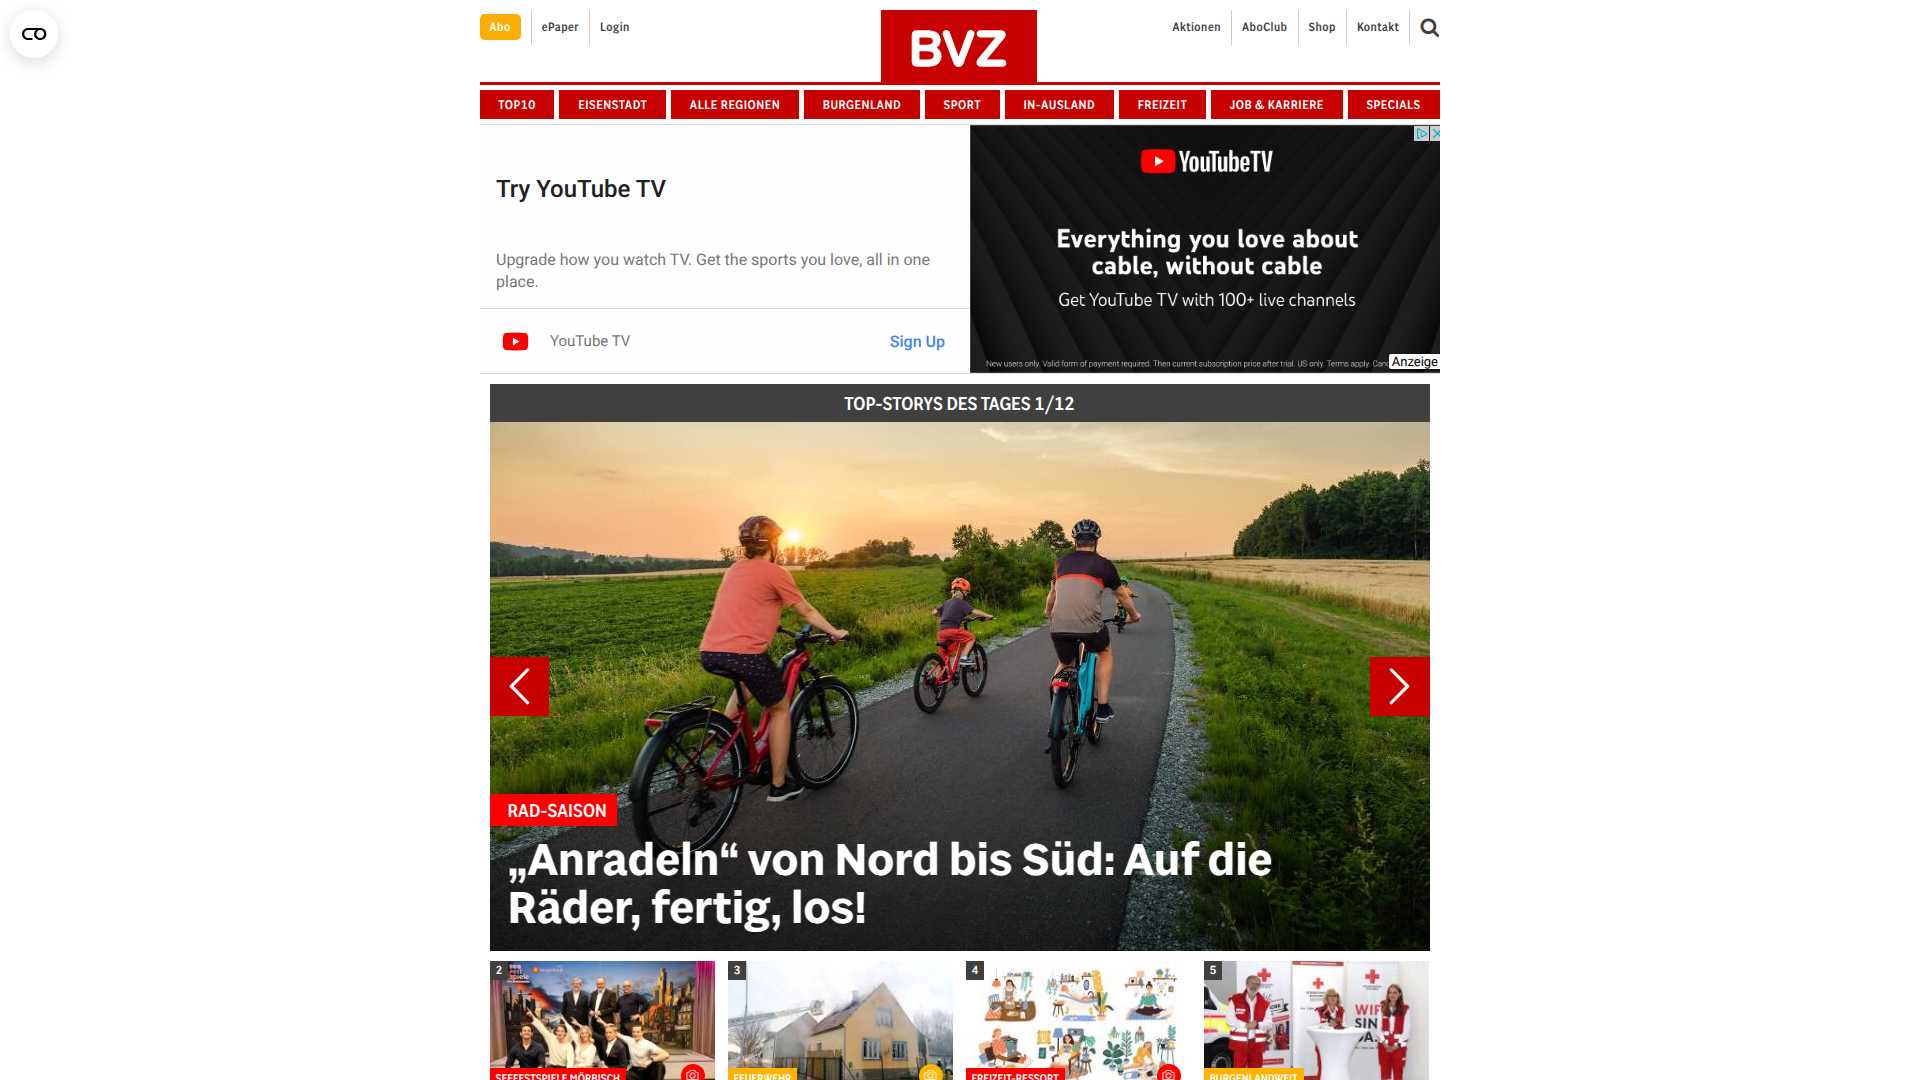 Abo
ePaper
Login
BVZ
Aktionen
AboClub
Shop
Kontakt
TOP10
EISENSTADT
ALLE REGIONEN
BURGENLAND
SPORT
IN-AUSLAND
FREIZEIT
JOB & KARRIERE
SPECIALS
Try YouTube TV
Upgrade how you watch TV. Get the sports you love, all in one
place.
YouTube TV
Sign Up
YouTubeTV
Everything you love about
cable, without cable
Get YouTube TV with 100+ live channels
New users only. Valid form of payment required. Then current subscription price after trial. US only. Terms apply.
Anzeige
TOP-STORYS DES TAGES 1/12
RAD-SAISON
„Anradeln“ von Nord bis Süd: Auf die
Räder, fertig, los!
2
3
4
5
SEEFESTSPIELE MÖRBISCH
FEUERWEHR
FREIZEIT-RESSORT
BURGENLANDWEIT
WIR
SIN
DA.